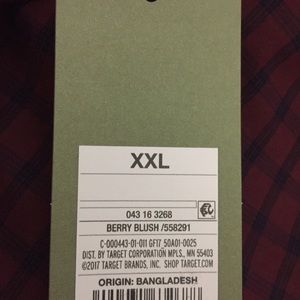 XXL
043 16 3268
BERRY BLUSH /558291
C-000443-01-011 GF17_50A01-0025
DIST. BY TARGET CORPORATION MPLS., MN 55403
©2017 TARGET BRANDS, INC. SHOP TARGET.COM
ORIGIN: BANGLADESH